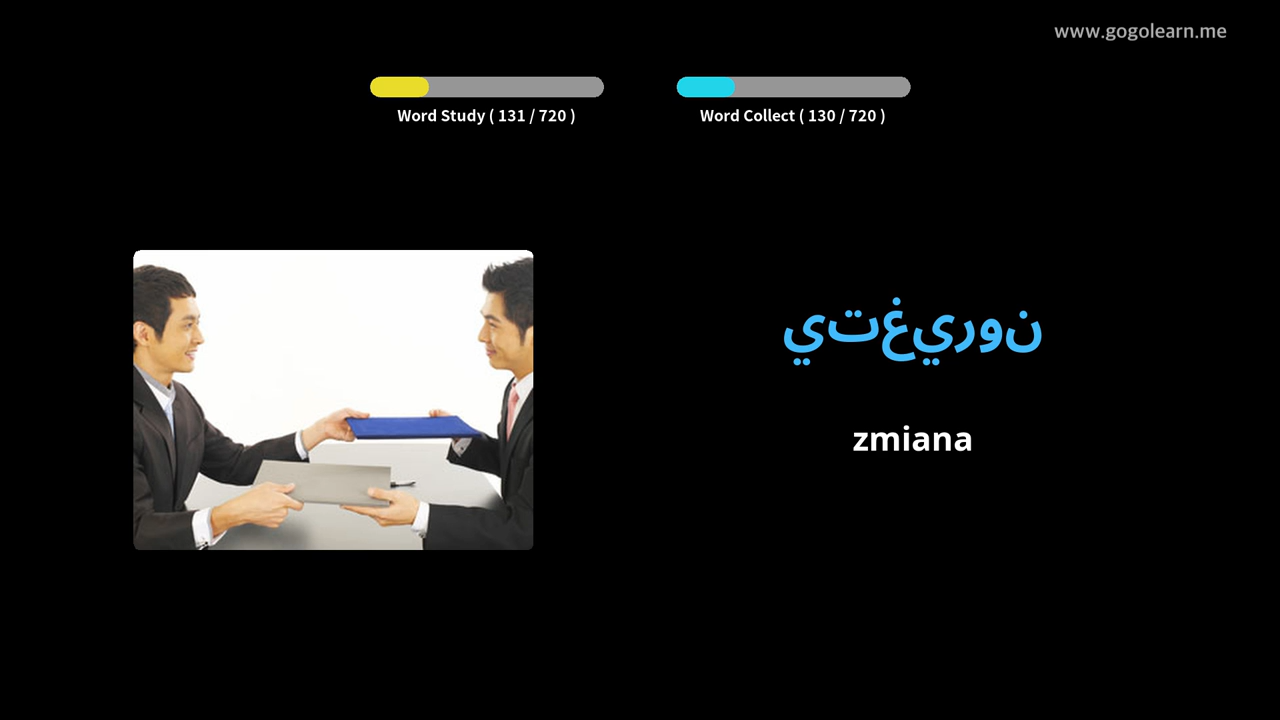 www.gogolearn.me
Word Study ( 131 / 720 )
Word Collect ( 130 / 720 )
يتغيرون
zmiana